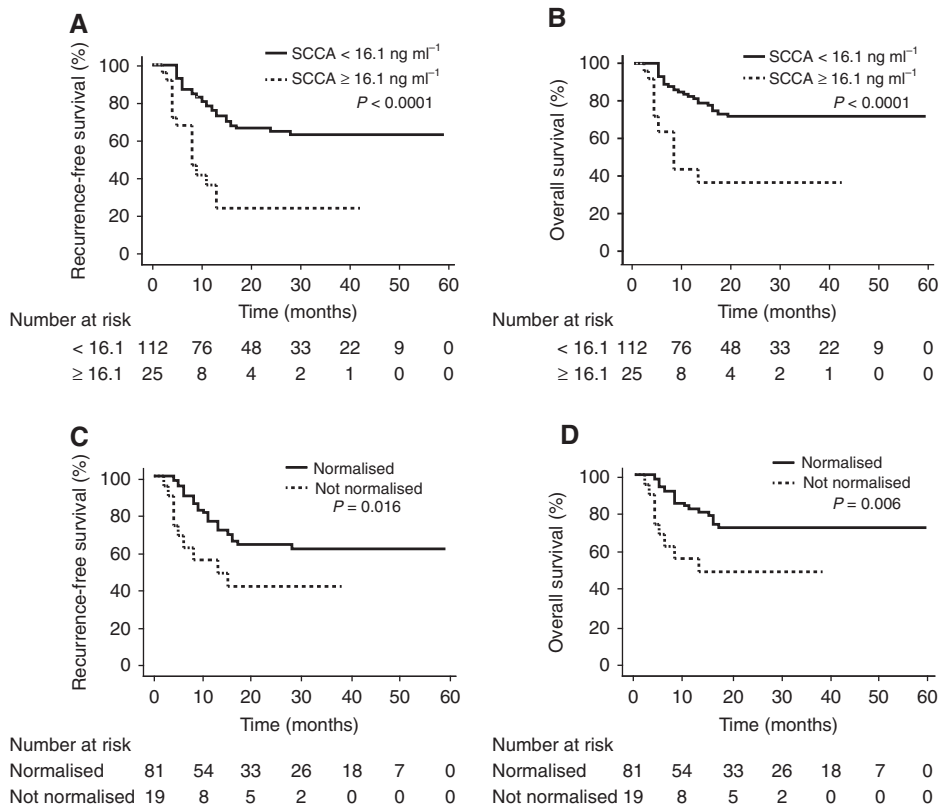 A
Recurrence-free survival (%)
100
80
60
40
20
0
SCCA < 16.1 ng ml⁻¹
SCCA ≥ 16.1 ng ml⁻¹
P < 0.0001
0 10 20 30 40 50 60
Time (months)
Number at risk
< 16.1 112 76 48 33 22 9 0
≥ 16.1 25 8 4 2 1 0 0
B
Overall survival (%)
100
80
60
40
20
0
SCCA < 16.1 ng ml⁻¹
SCCA ≥ 16.1 ng ml⁻¹
P < 0.0001
0 10 20 30 40 50 60
Time (months)
Number at risk
< 16.1 112 76 48 33 22 9 0
≥ 16.1 25 8 4 2 1 0 0
C
Recurrence-free survival (%)
100
80
60
40
20
0
Normalised
Not normalised
P = 0.016
0 10 20 30 40 50 60
Time (months)
Number at risk
Normalised 81 54 33 26 18 7 0
Not normalised 19 8 5 2 0 0 0
D
Overall survival (%)
100
80
60
40
20
0
Normalised
Not normalised
P = 0.006
0 10 20 30 40 50 60
Time (months)
Number at risk
Normalised 81 54 33 26 18 7 0
Not normalised 19 8 5 2 0 0 0